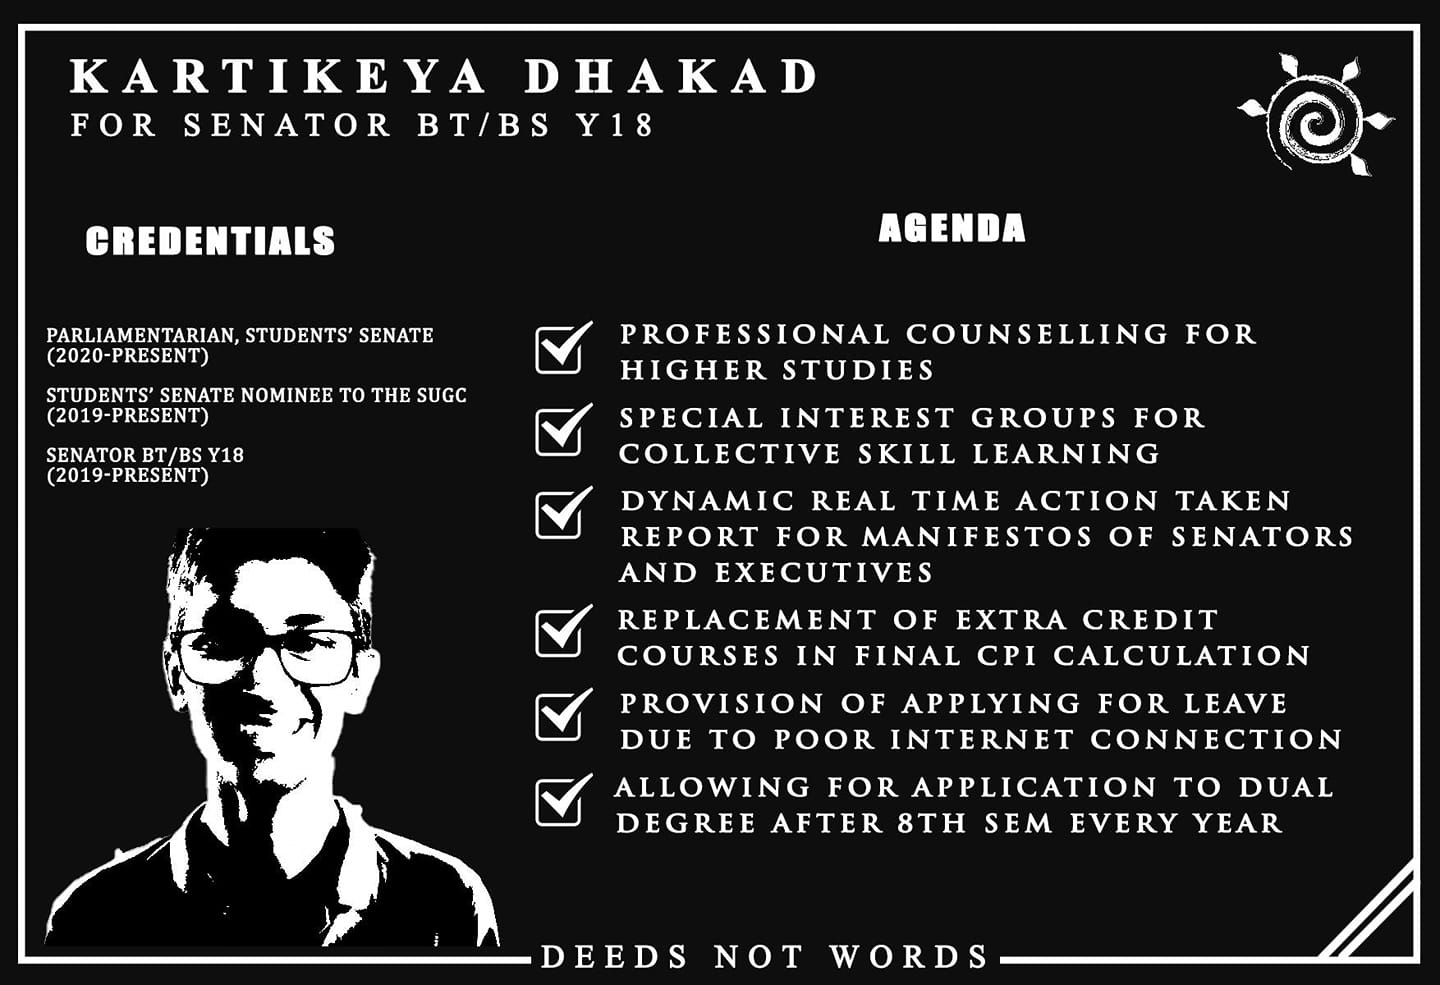 KARTIKEYA DHAKAD
FOR SENATOR BT/BS Y18
CREDENTIALS
PARLIAMENTARIAN, STUDENTS' SENATE
(2020-PRESENT)
STUDENTS' SENATE NOMINEE TO THE SUGC
(2019-PRESENT)
SENATOR BT/BS Y18
(2019-PRESENT)
AGENDA
PROFESSIONAL COUNSELLING FOR
HIGHER STUDIES
SPECIAL INTEREST GROUPS FOR
COLLECTIVE SKILL LEARNING
DYNAMIC REAL TIME ACTION TAKEN
REPORT FOR MANIFESTOS OF SENATORS
AND EXECUTIVES
REPLACEMENT OF EXTRA CREDIT
COURSES IN FINAL CPI CALCULATION
PROVISION OF APPLYING FOR LEAVE
DUE TO POOR INTERNET CONNECTION
ALLOWING FOR APPLICATION TO DUAL
DEGREE AFTER 8TH SEM EVERY YEAR
DEEDS NOT WORDS